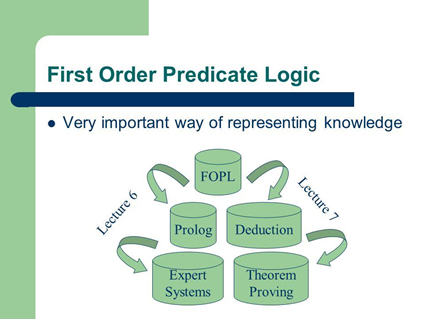 First Order Predicate Logic
Very important way of representing knowledge
FOPL
Lecture 6
Lecture 7
Prolog
Deduction
Expert
Systems
Theorem
Proving